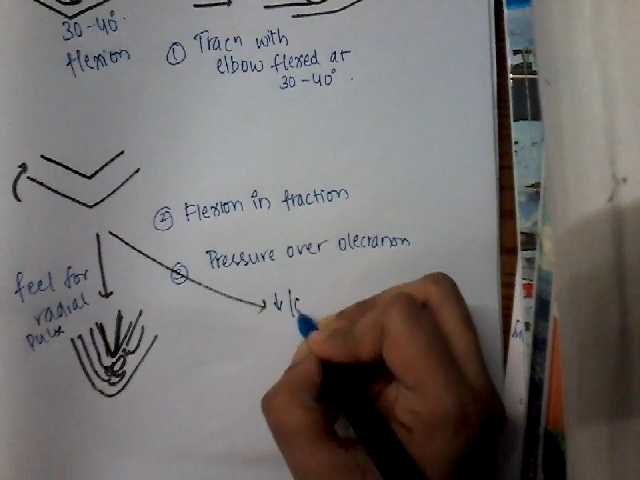 30-40°
flexion
① Tracn with
elbow flexed at
30-40°.
② Flexion in fraction
③ Pressure over olecranon
feel for
radial
pulse
↓